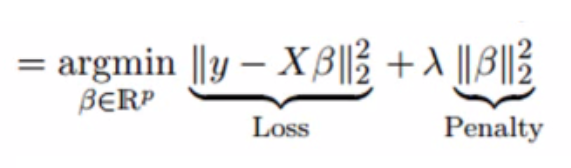 = argmin ‖y − Xβ‖₂² + λ ‖β‖₂²
β∈ℝᵖ
Loss Penalty